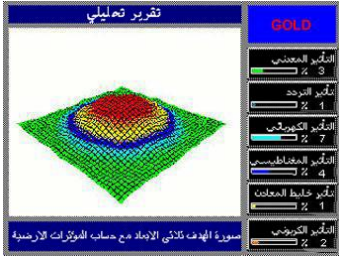 تقرير تحليلي
GOLD
التأثير المعدني
% 3
تأثير التردد
% 1
التأثير الكهربائي
% 7
التأثير المغناطيسي
% 4
تأثير خليط المعادن
% 1
التأثير الكربوني
% 2
صورة الهدف ثلاثي الابعاد مع حساب المؤثرات الارضية